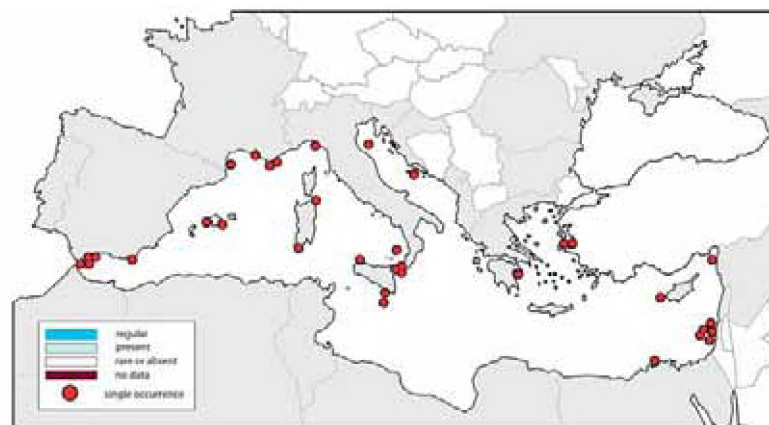 regular
present
rare or absent
no data
single occurrence